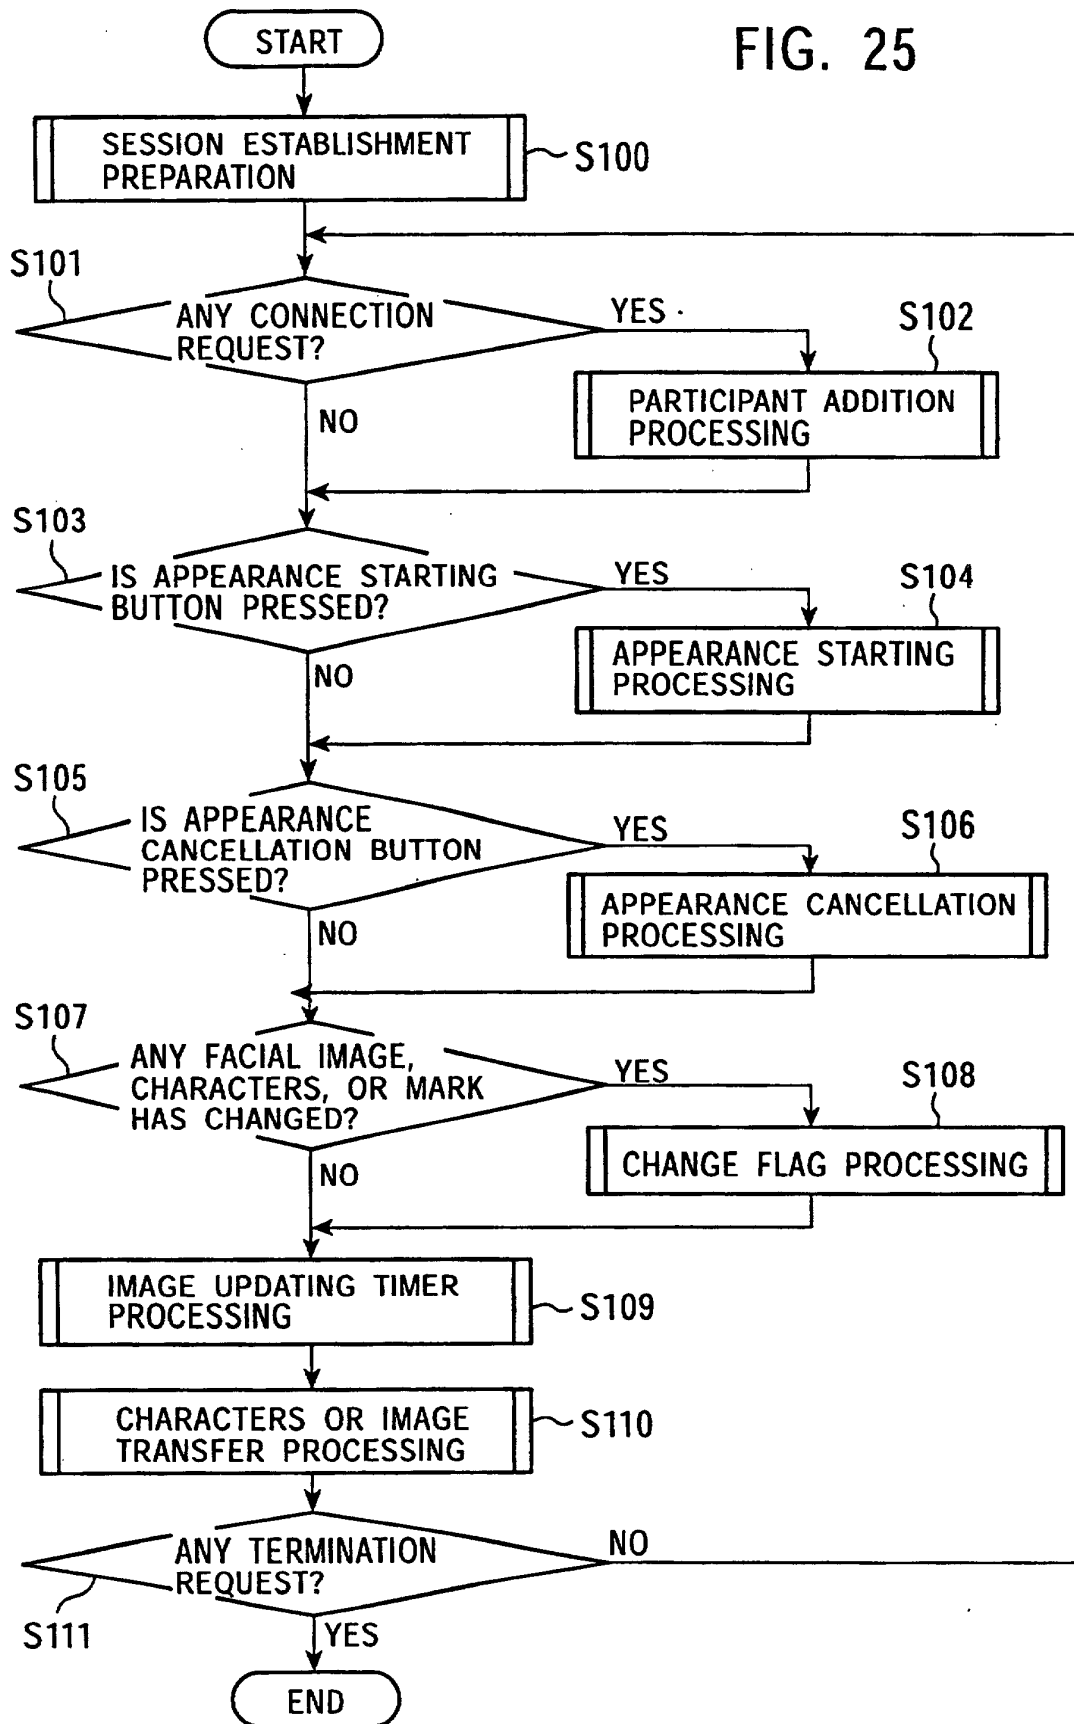 START
FIG. 25
SESSION ESTABLISHMENT
PREPARATION
S100
S101
ANY CONNECTION
REQUEST?
YES
S102
PARTICIPANT ADDITION
PROCESSING
NO
S103
IS APPEARANCE STARTING
BUTTON PRESSED?
YES
S104
APPEARANCE STARTING
PROCESSING
NO
S105
IS APPEARANCE
CANCELLATION BUTTON
PRESSED?
YES
S106
APPEARANCE CANCELLATION
PROCESSING
NO
S107
ANY FACIAL IMAGE,
CHARACTERS, OR MARK
HAS CHANGED?
YES
S108
CHANGE FLAG PROCESSING
NO
IMAGE UPDATING TIMER
PROCESSING
S109
CHARACTERS OR IMAGE
TRANSFER PROCESSING
S110
ANY TERMINATION
REQUEST?
NO
S111
YES
END